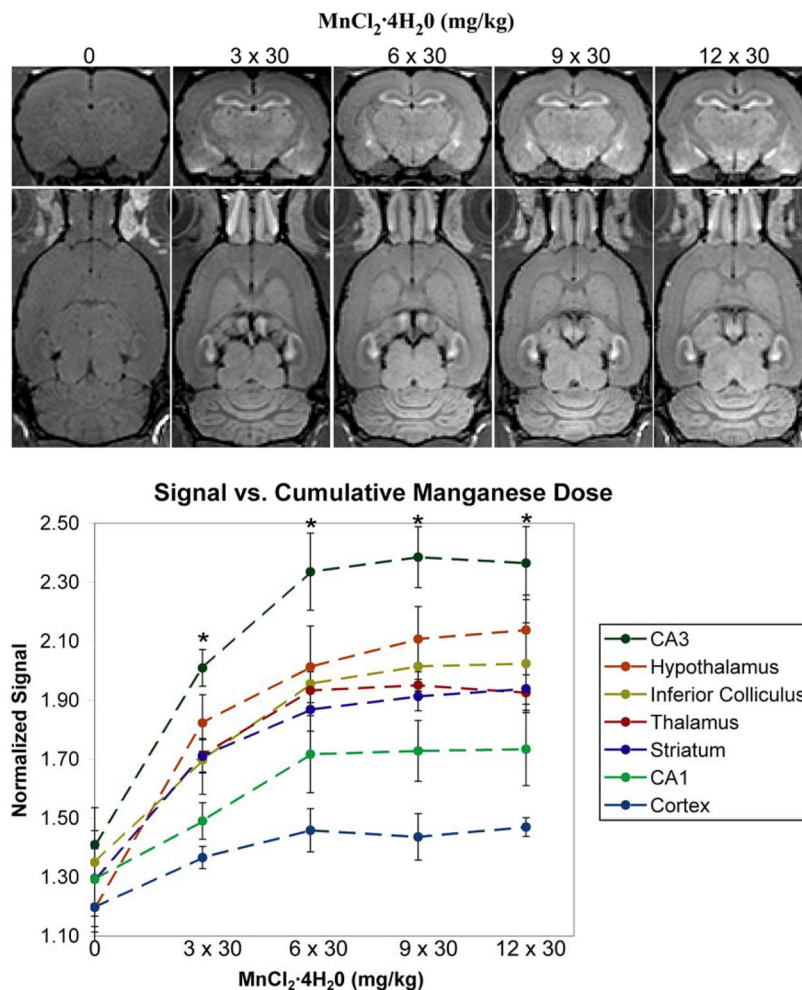 MnCl₂·4H₂0 (mg/kg)
0 3 x 30 6 x 30 9 x 30 12 x 30
Signal vs. Cumulative Manganese Dose
* * * *
2.50
2.30
2.10
1.90
1.70
1.50
1.30
1.10
Normalized Signal
0 3 x 30 6 x 30 9 x 30 12 x 30
MnCl₂·4H₂0 (mg/kg)
CA3
Hypothalamus
Inferior Colliculus
Thalamus
Striatum
CA1
Cortex